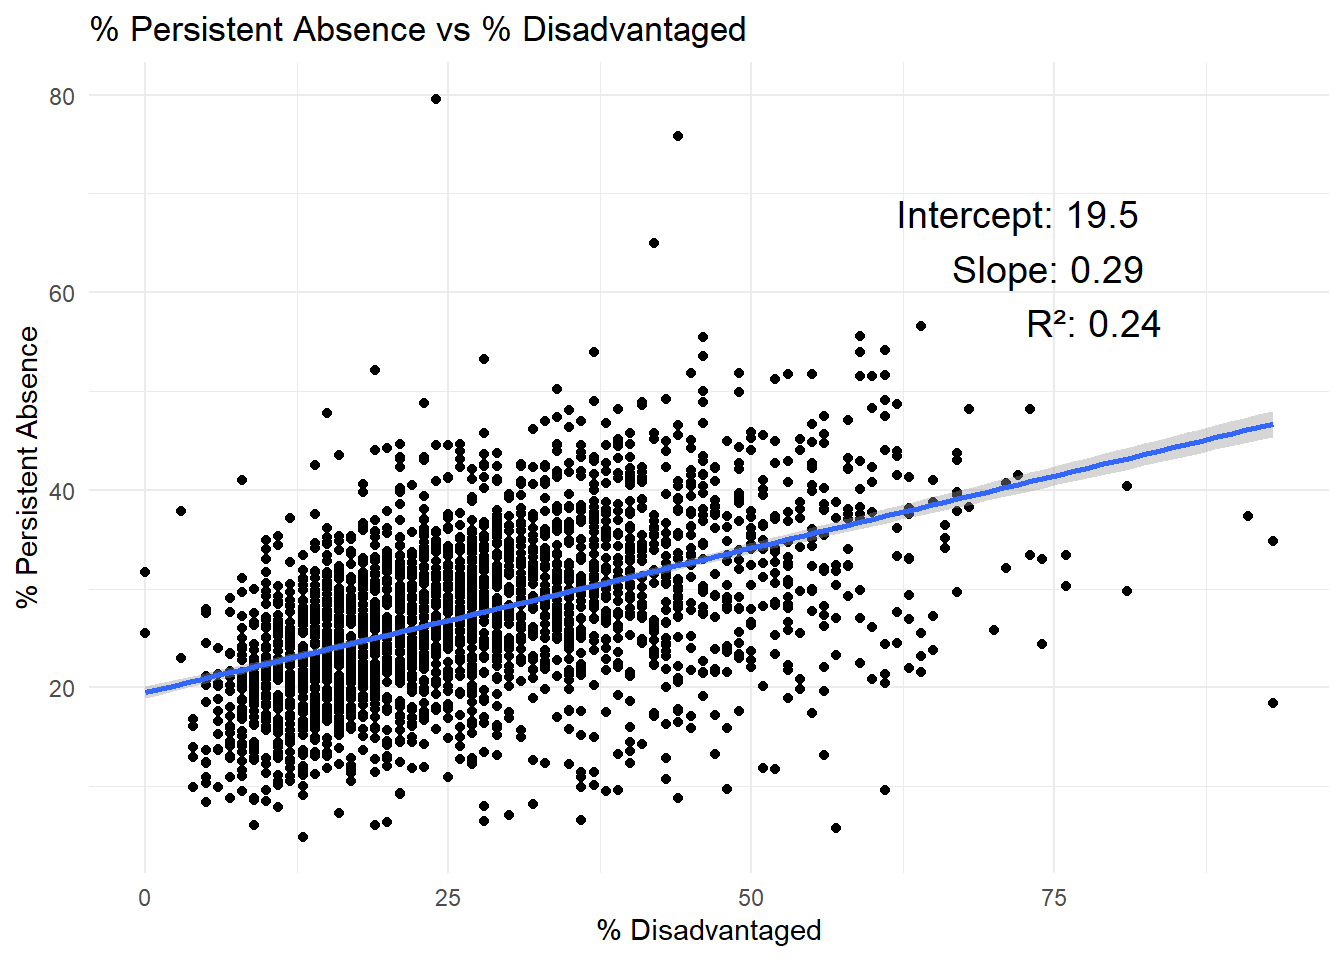 % Persistent Absence vs % Disadvantaged
80
60
40
20
% Persistent Absence
Intercept: 19.5
Slope: 0.29
R²: 0.24
0
25
50
75
% Disadvantaged